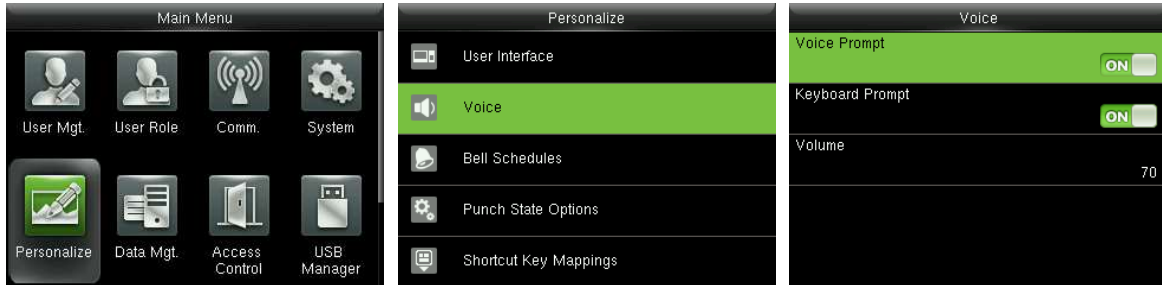 Main Menu
User Mgt.
User Role
Comm.
System
Personalize
Data Mgt.
Access
Control
USB
Manager
Personalize
User Interface
Voice
Bell Schedules
Punch State Options
Shortcut Key Mappings
Voice
Voice Prompt
ON
Keyboard Prompt
ON
Volume
70